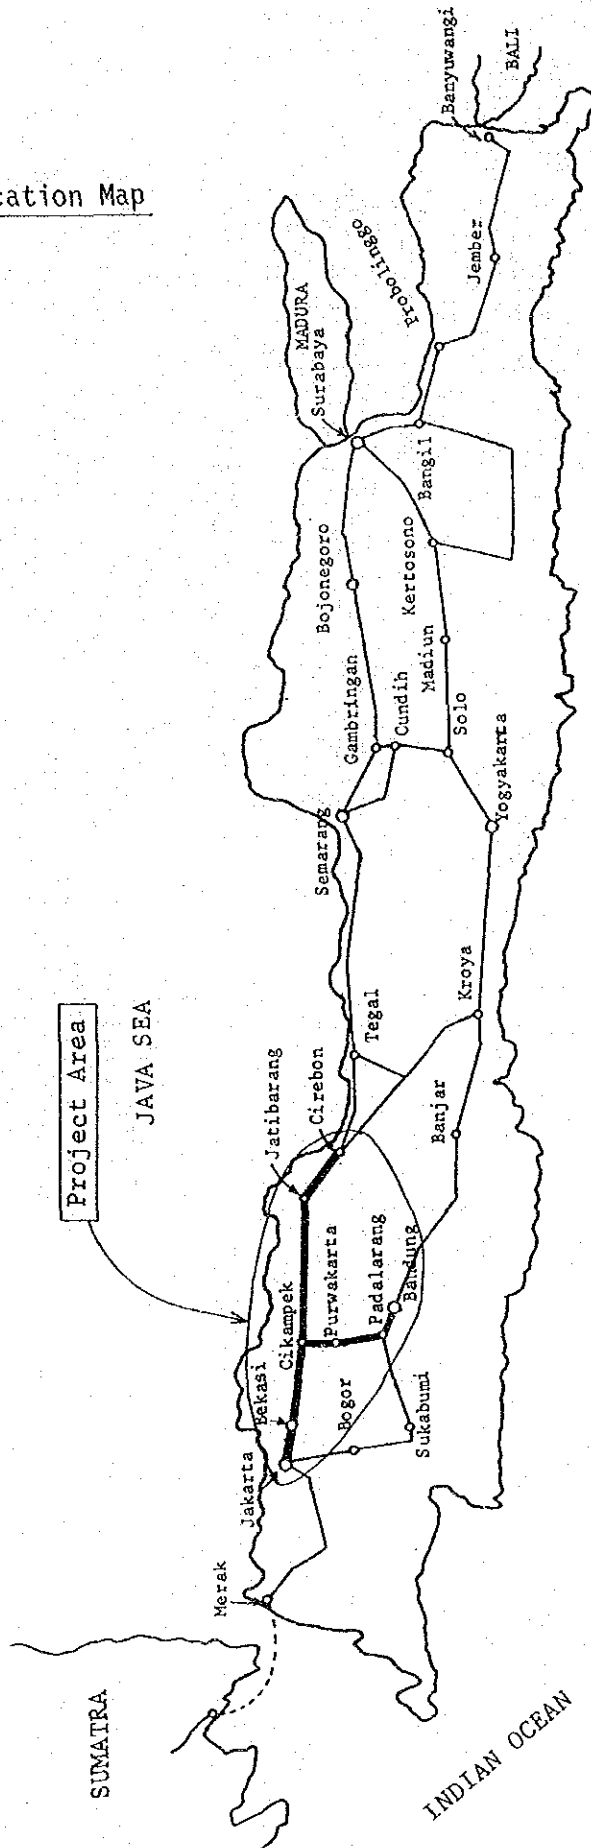 cation Map
Project Area
JAVA SEA
SUMATRA
INDIAN OCEAN
MADURA
BALI
Merak
Jakarta
Bekasi
Cikampek
Purwakarta
Padalarang
Bandung
Bogor
Sukabumi
Jatibarang
Cirebon
Tegal
Banjar
Kroya
Semarang
Gambringan
Cundih
Solo
Yogyakarta
Madiun
Kertosono
Bojonegoro
Surabaya
Bangil
Probolinggo
Jember
Banyuwangi